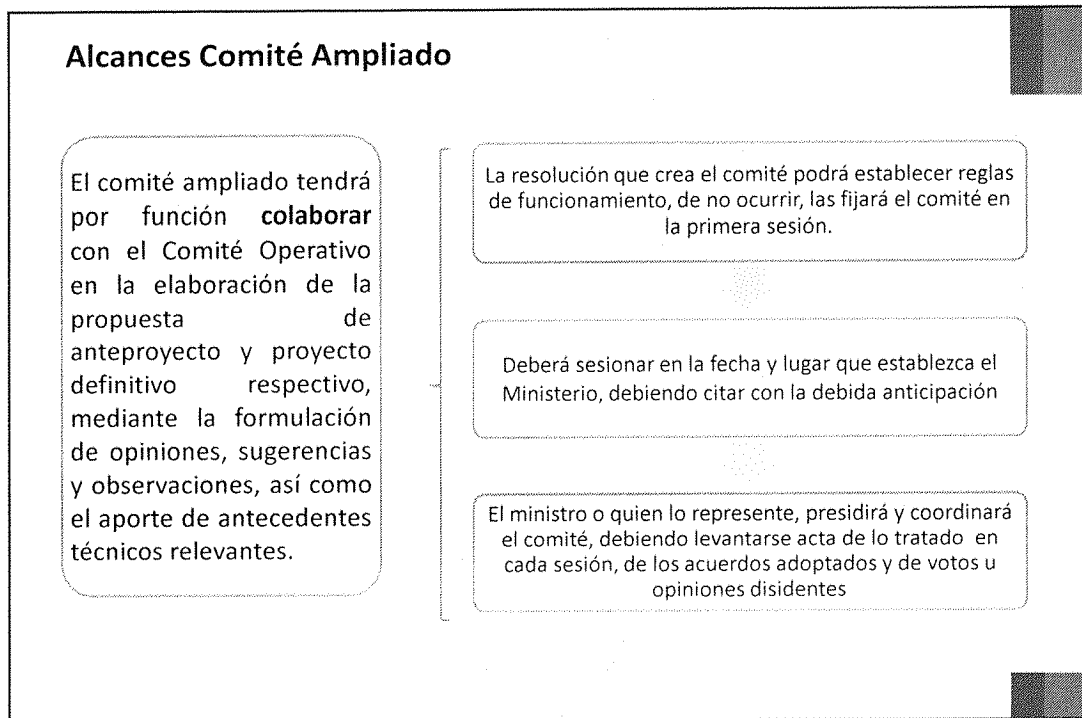 Alcances Comité Ampliado
El comité ampliado tendrá
por función colaborar
con el Comité Operativo
en la elaboración de la
propuesta de
anteproyecto y proyecto
definitivo respectivo,
mediante la formulación
de opiniones, sugerencias
y observaciones, así como
el aporte de antecedentes
técnicos relevantes.
La resolución que crea el comité podrá establecer reglas
de funcionamiento, de no ocurrir, las fijará el comité en
la primera sesión.
Deberá sesionar en la fecha y lugar que establezca el
Ministerio, debiendo citar con la debida anticipación
El ministro o quien lo represente, presidirá y coordinará
el comité, debiendo levantarse acta de lo tratado en
cada sesión, de los acuerdos adoptados y de votos u
opiniones disidentes